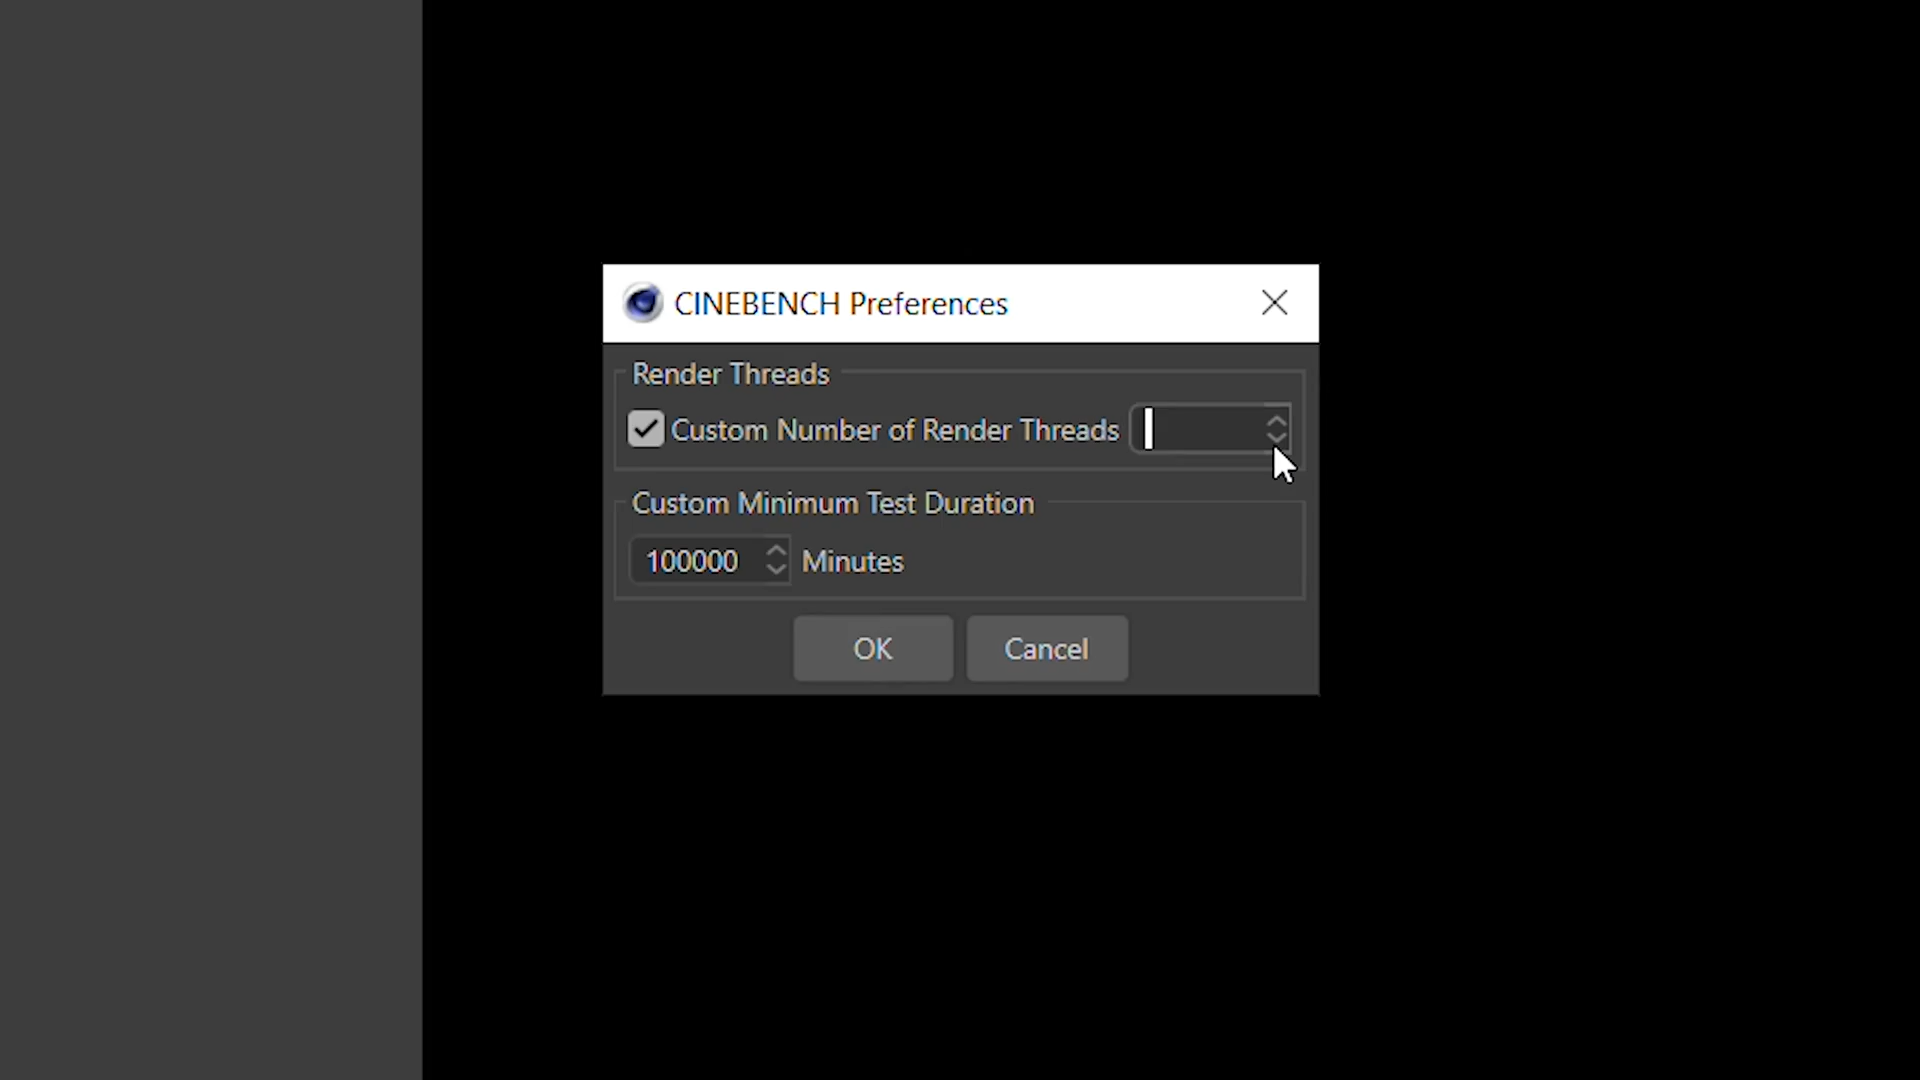 CINEBENCH Preferences
Render Threads
Custom Number of Render Threads
Custom Minimum Test Duration
100000 Minutes
OK Cancel